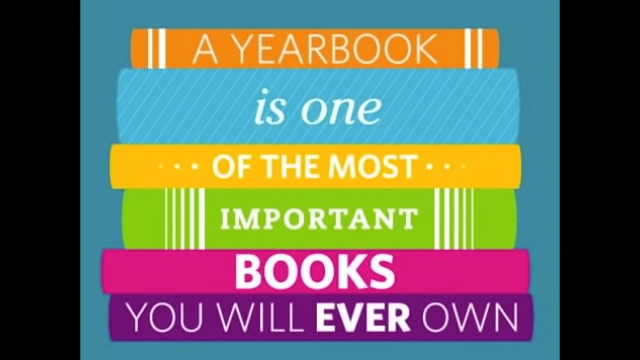 A YEARBOOK
is one
OF THE MOST
IMPORTANT
BOOKS
YOU WILL EVER OWN